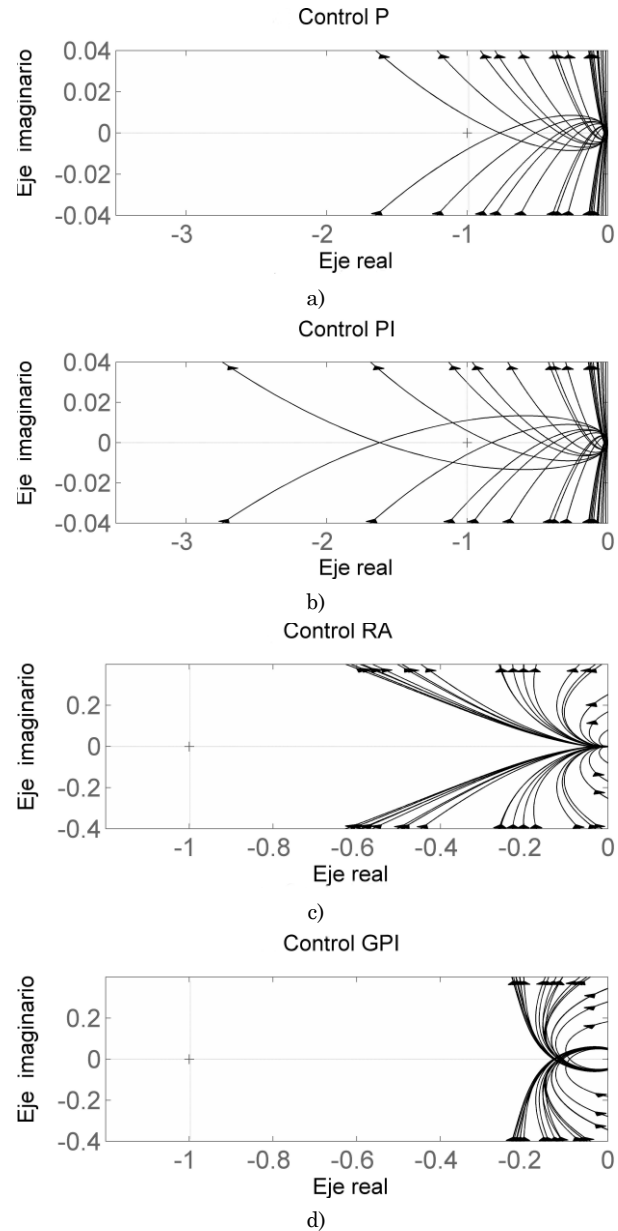 Control P
Eje imaginario
0.04
0.02
0
-0.02
-0.04
-3 -2 -1 0
Eje real
a)
Control PI
Eje imaginario
0.04
0.02
0
-0.02
-0.04
-3 -2 -1 0
Eje real
b)
Control RA
Eje imaginario
0.2
0
-0.2
-0.4
-1 -0.8 -0.6 -0.4 -0.2 0
Eje real
c)
Control GPI
Eje imaginario
0.2
0
-0.2
-0.4
-1 -0.8 -0.6 -0.4 -0.2 0
Eje real
d)